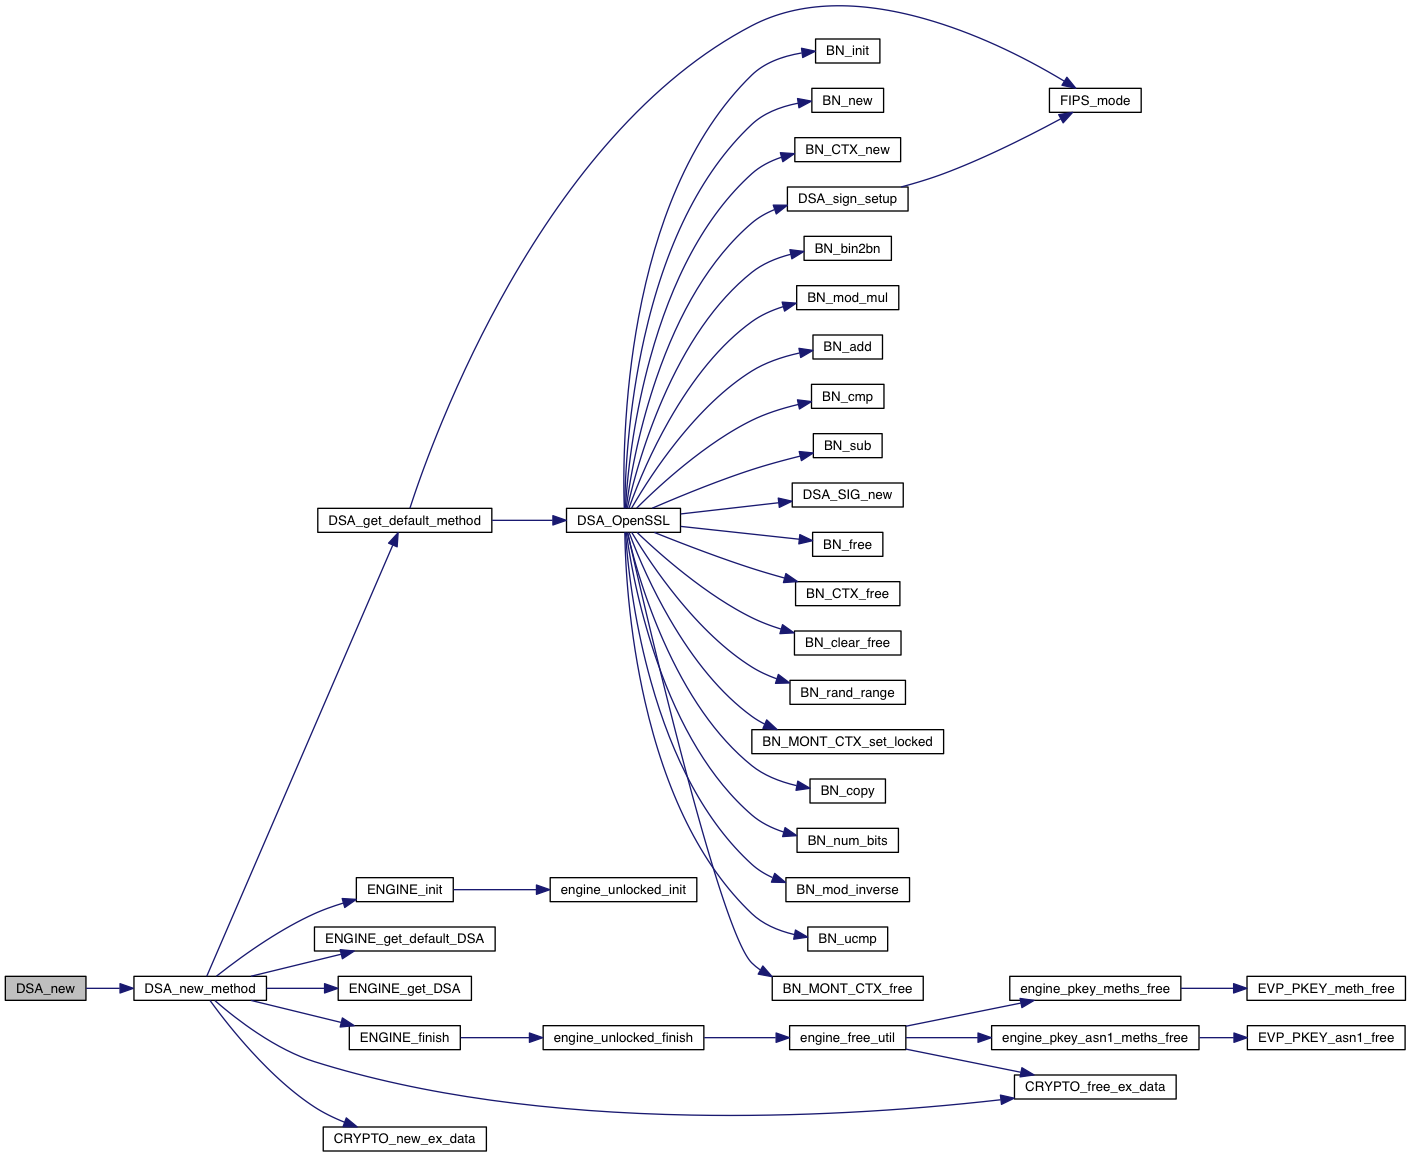 BN_init
BN_new
FIPS_mode
BN_CTX_new
DSA_sign_setup
BN_bin2bn
BN_mod_mul
BN_add
BN_cmp
BN_sub
DSA_SIG_new
DSA_get_default_method
DSA_OpenSSL
BN_free
BN_CTX_free
BN_clear_free
BN_rand_range
BN_MONT_CTX_set_locked
BN_copy
BN_num_bits
ENGINE_init
engine_unlocked_init
BN_mod_inverse
ENGINE_get_default_DSA
BN_ucmp
DSA_new
DSA_new_method
ENGINE_get_DSA
BN_MONT_CTX_free
engine_pkey_meths_free
EVP_PKEY_meth_free
ENGINE_finish
engine_unlocked_finish
engine_free_util
engine_pkey_asn1_meths_free
EVP_PKEY_asn1_free
CRYPTO_free_ex_data
CRYPTO_new_ex_data